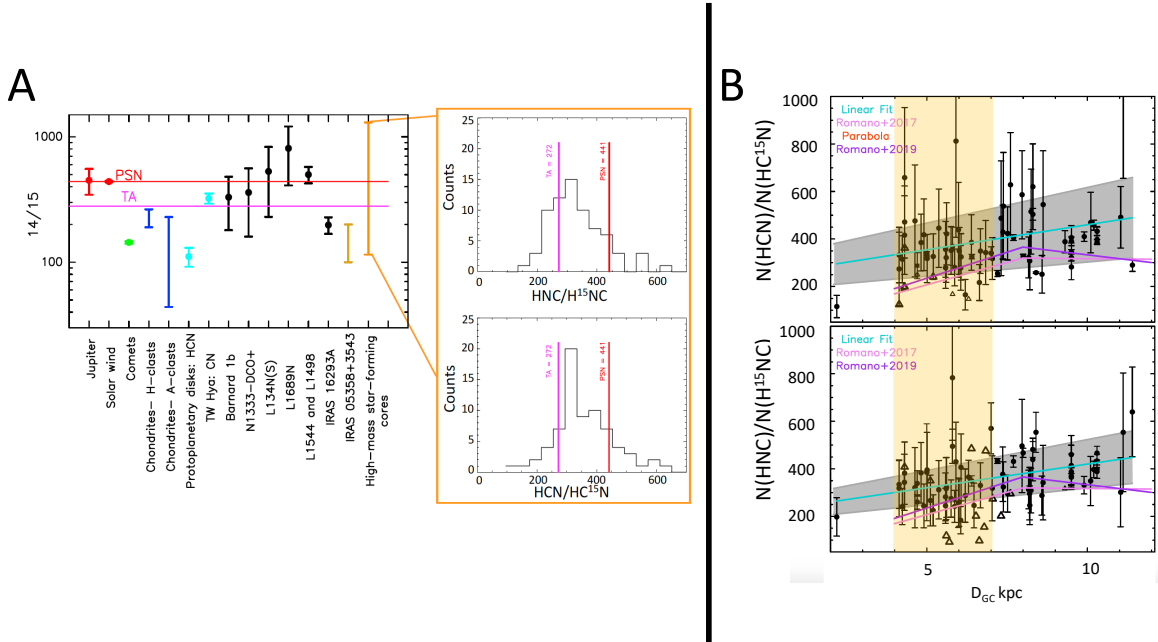 A
1000
100
14/15
PSN
TA
Jupiter
Solar wind
Comets
Chondrites- H-clasts
Chondrites- A-clasts
Protoplanetary disks: HCN
TW Hya: CN
Barnard 1b
N1333-DCO+
L134N(S)
L1689N
L1544 and L1498
IRAS 16293A
IRAS 05358+3543
High-mass star-forming
cores
25
20
15
10
5
0
Counts
TA = 272
PSN = 441
0 200 400 600
HNC/H¹⁵NC
25
20
15
10
5
0
Counts
TA = 272
PSN = 441
0 200 400 600
HCN/HC¹⁵N
B
1000
800
600
400
200
N(HCN)/N(HC¹⁵N)
Linear Fit
Romano+2017
Parabola
Romano+2019
1000
800
600
400
200
N(HNC)/N(H¹⁵NC)
Linear Fit
Romano+2017
Romano+2019
5 10
D_GC kpc